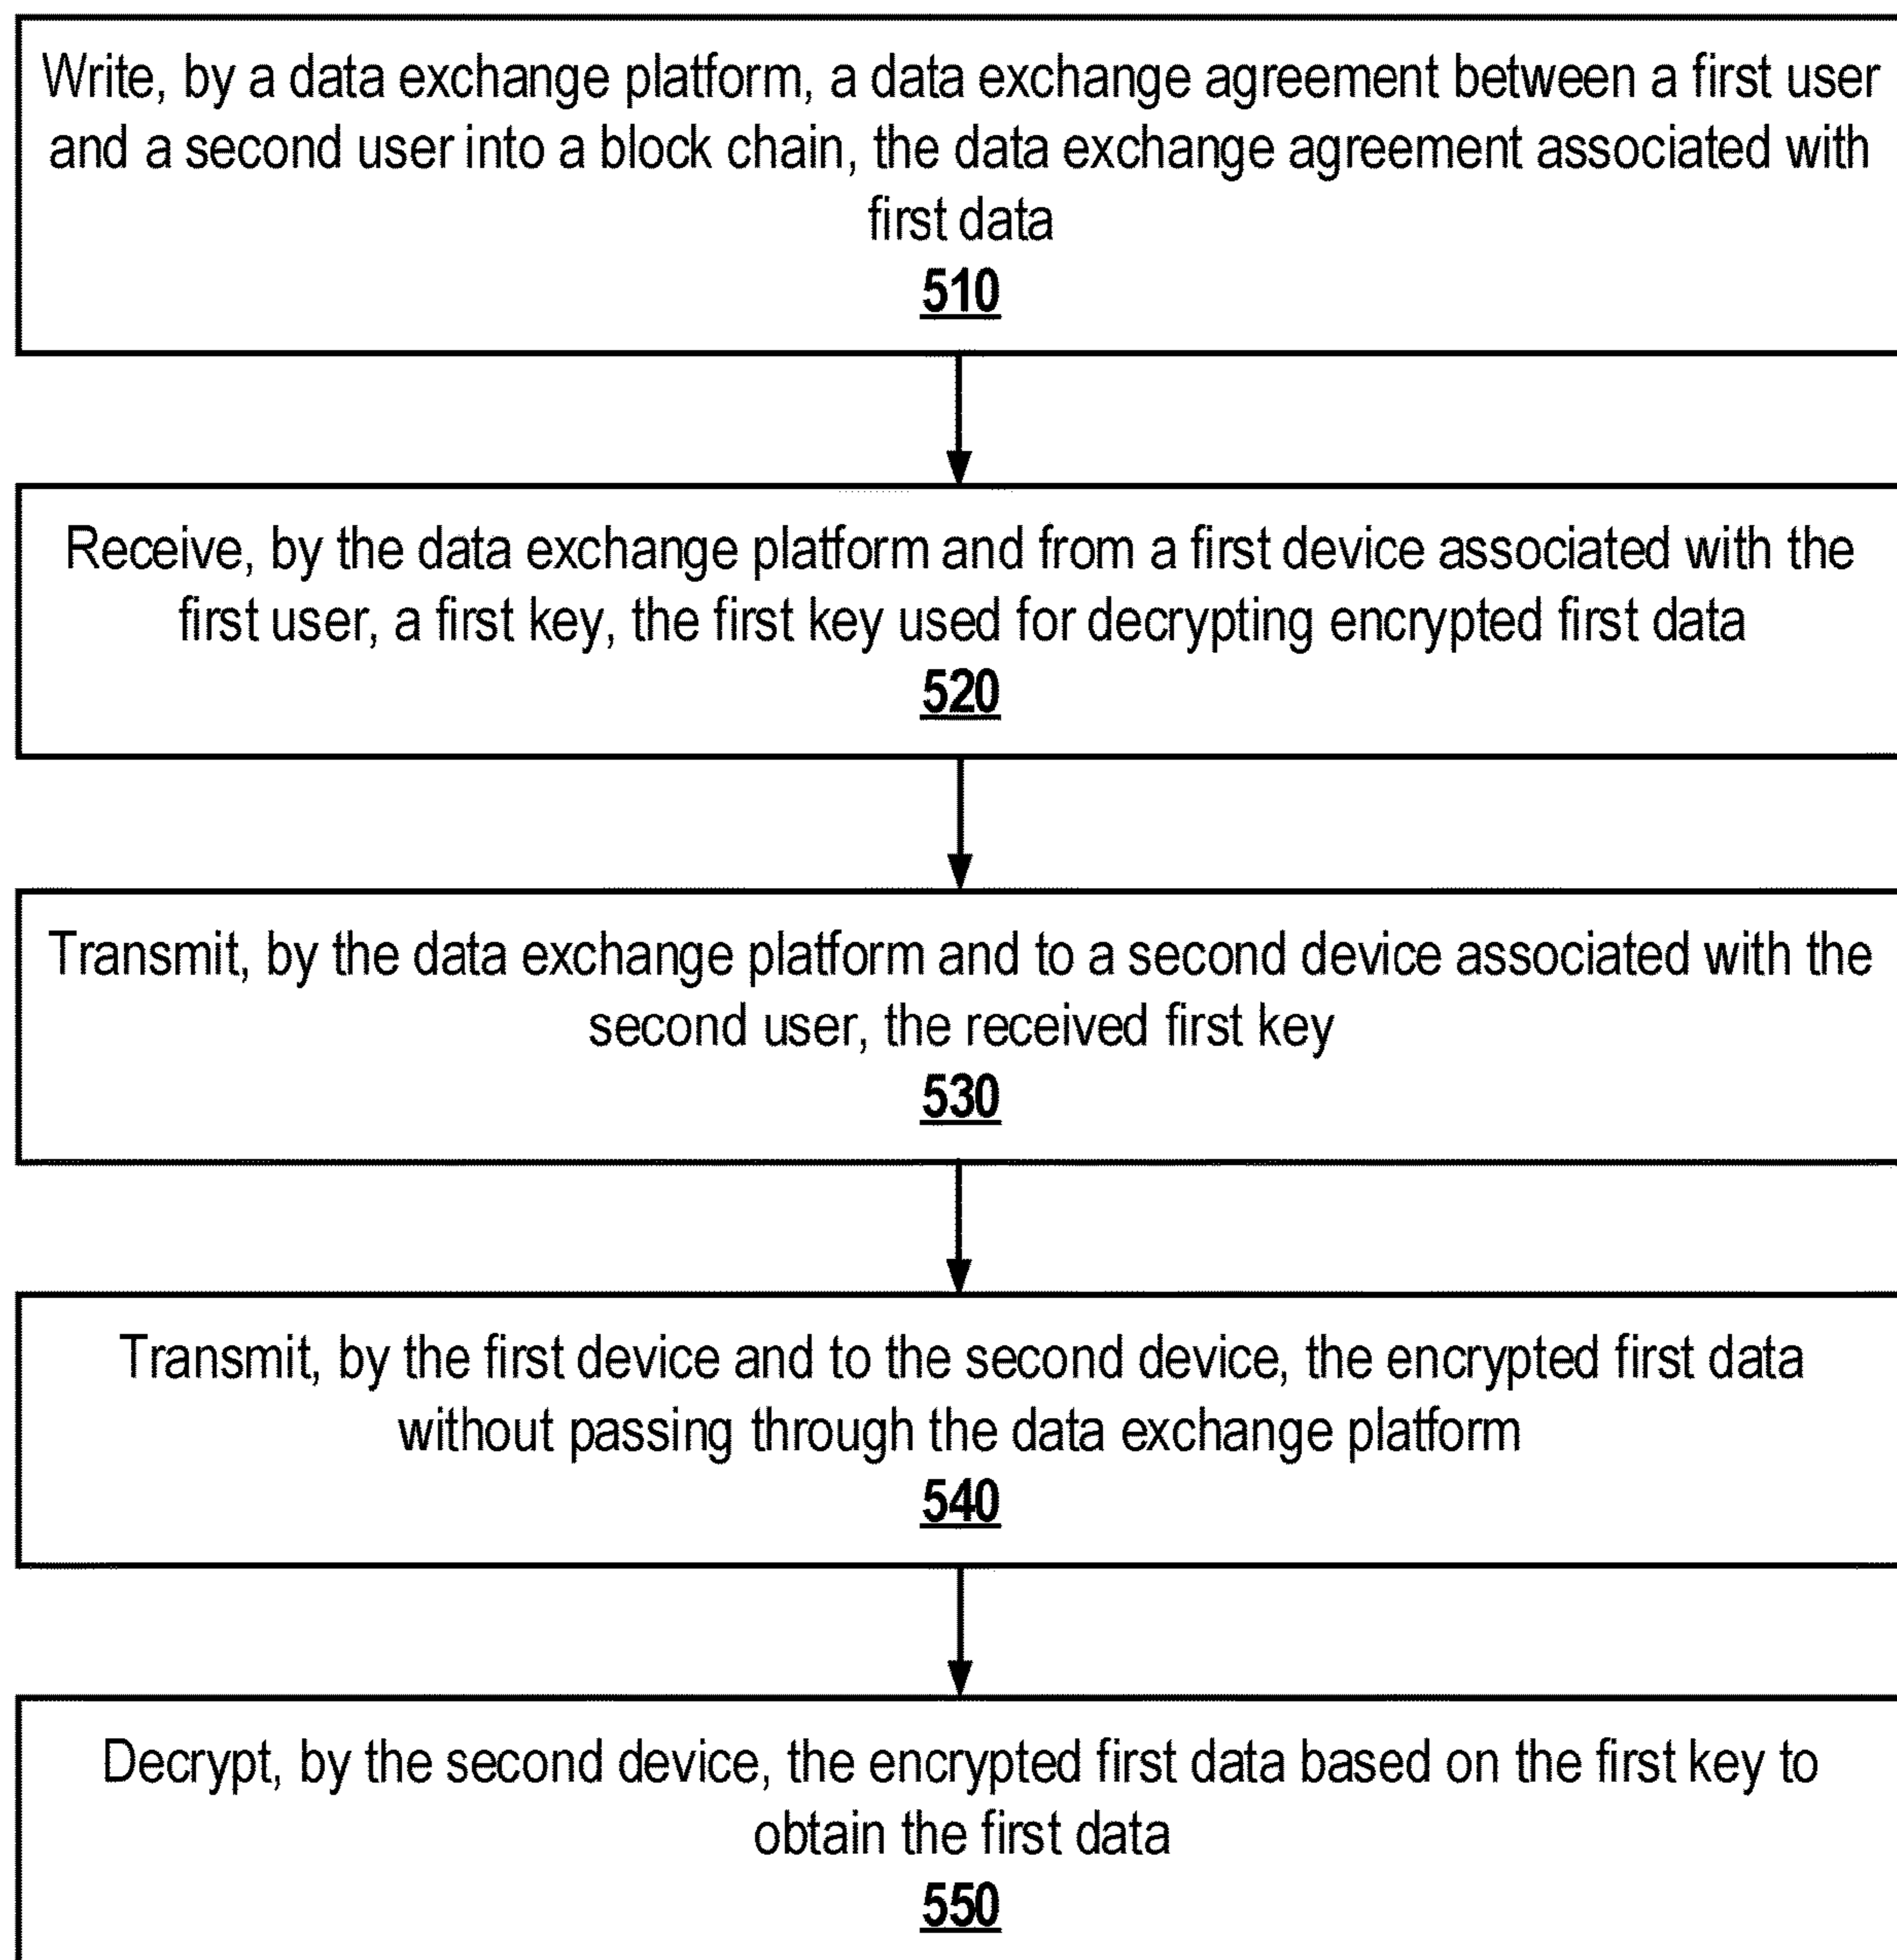 Write, by a data exchange platform, a data exchange agreement between a first user
and a second user into a block chain, the data exchange agreement associated with
first data
510
Receive, by the data exchange platform and from a first device associated with the
first user, a first key, the first key used for decrypting encrypted first data
520
Transmit, by the data exchange platform and to a second device associated with the
second user, the received first key
530
Transmit, by the first device and to the second device, the encrypted first data
without passing through the data exchange platform
540
Decrypt, by the second device, the encrypted first data based on the first key to
obtain the first data
550